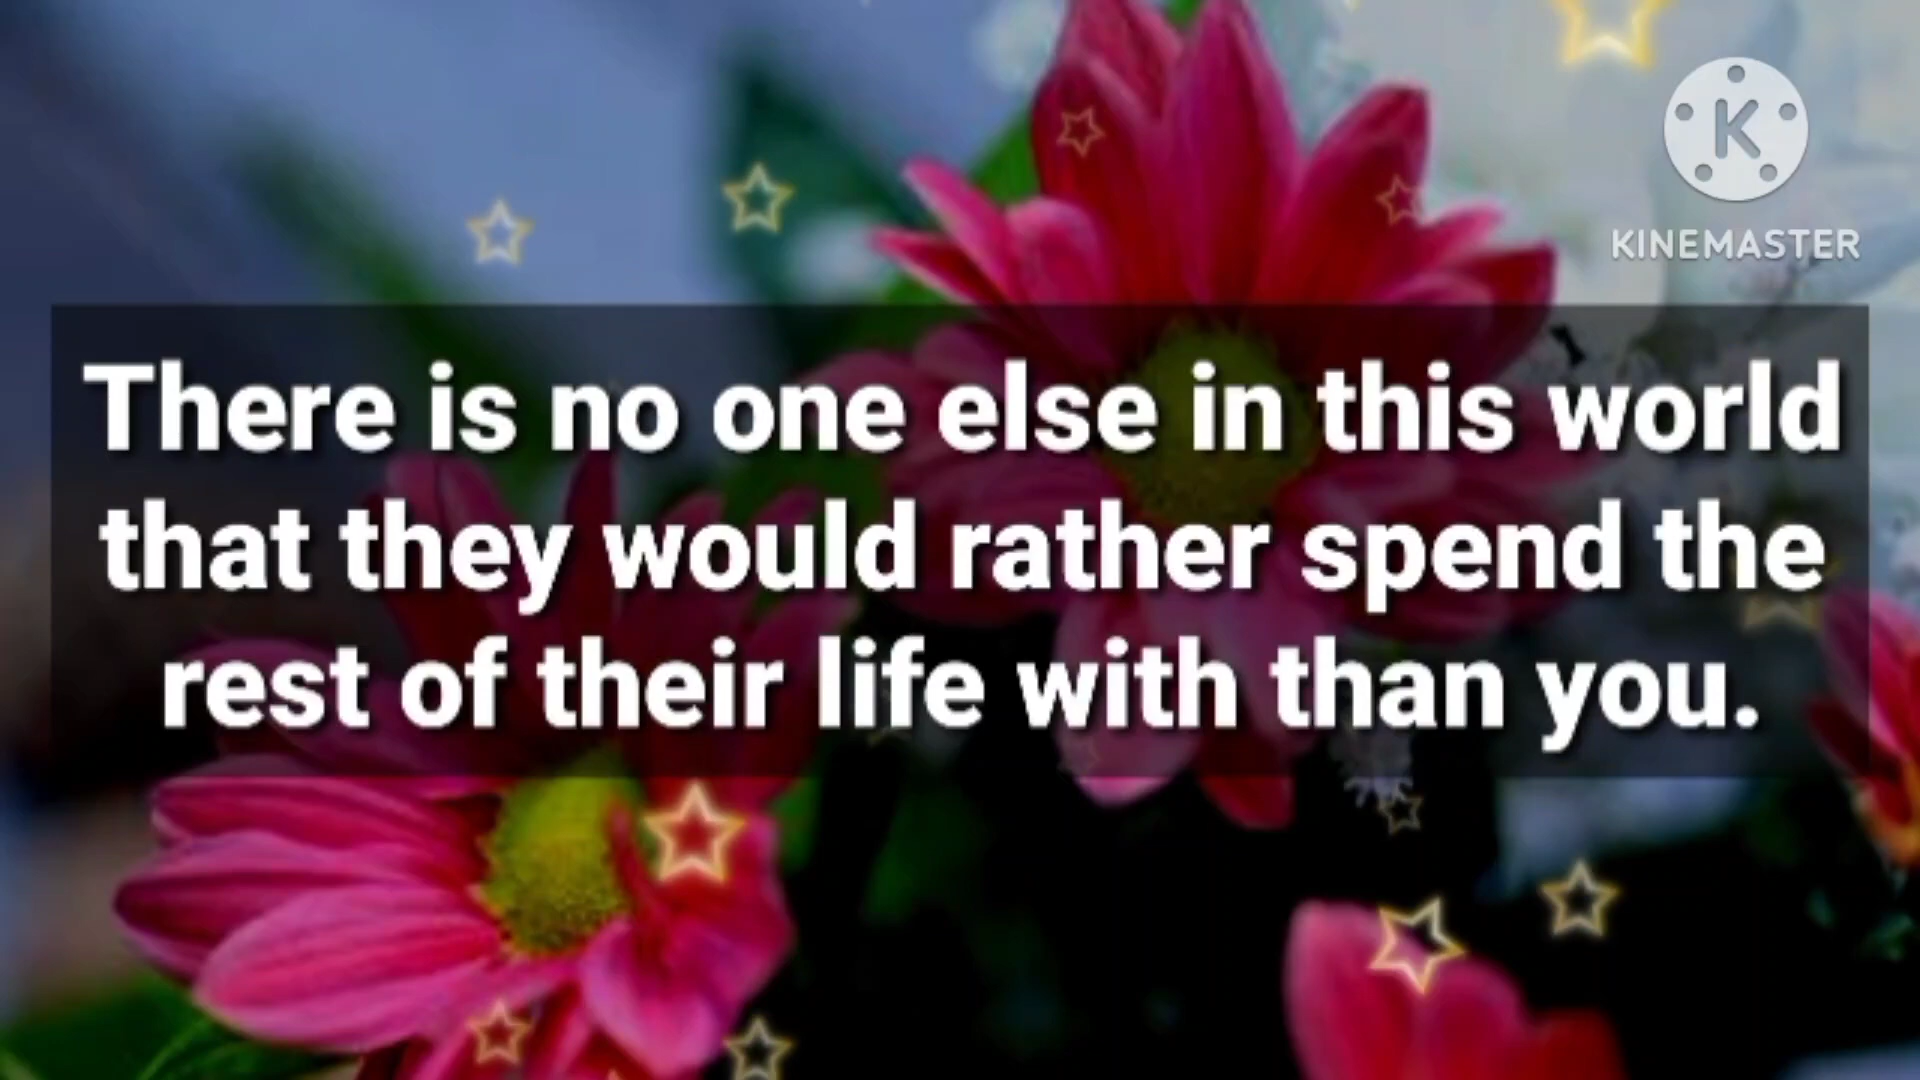 K
KINEMASTER
There is no one else in this world
that they would rather spend the
rest of their life with than you.